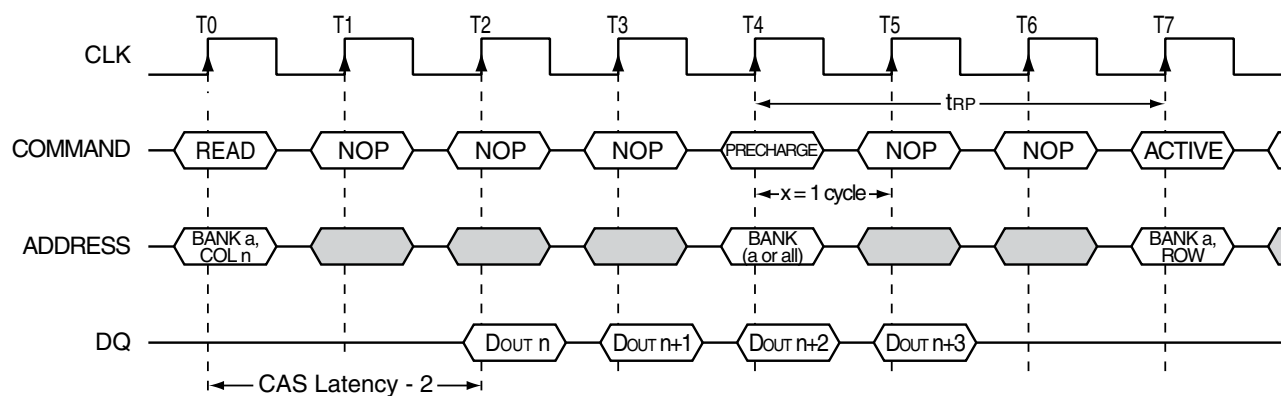 T0 T1 T2 T3 T4 T5 T6 T7
CLK
tRP
COMMAND READ NOP NOP NOP PRECHARGE NOP NOP ACTIVE
x = 1 cycle
ADDRESS BANK a, COL n BANK (a or all) BANK a, ROW
DQ DOUT n DOUT n+1 DOUT n+2 DOUT n+3
CAS Latency - 2